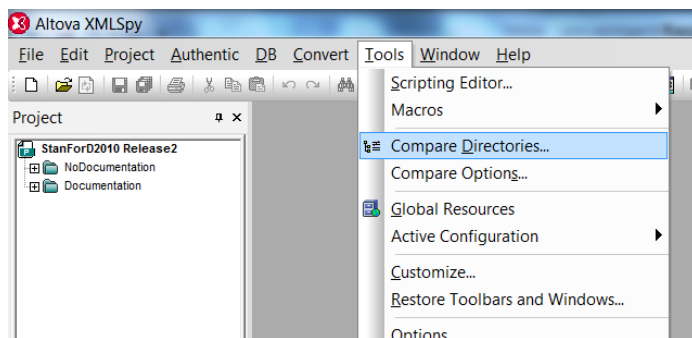 Altova XMLSpy
File Edit Project Authentic DB Convert Tools Window Help
Project
StanForD2010 Release2
NoDocumentation
Documentation
Scripting Editor...
Macros
Compare Directories...
Compare Options...
Global Resources
Active Configuration
Customize...
Restore Toolbars and Windows...
Options